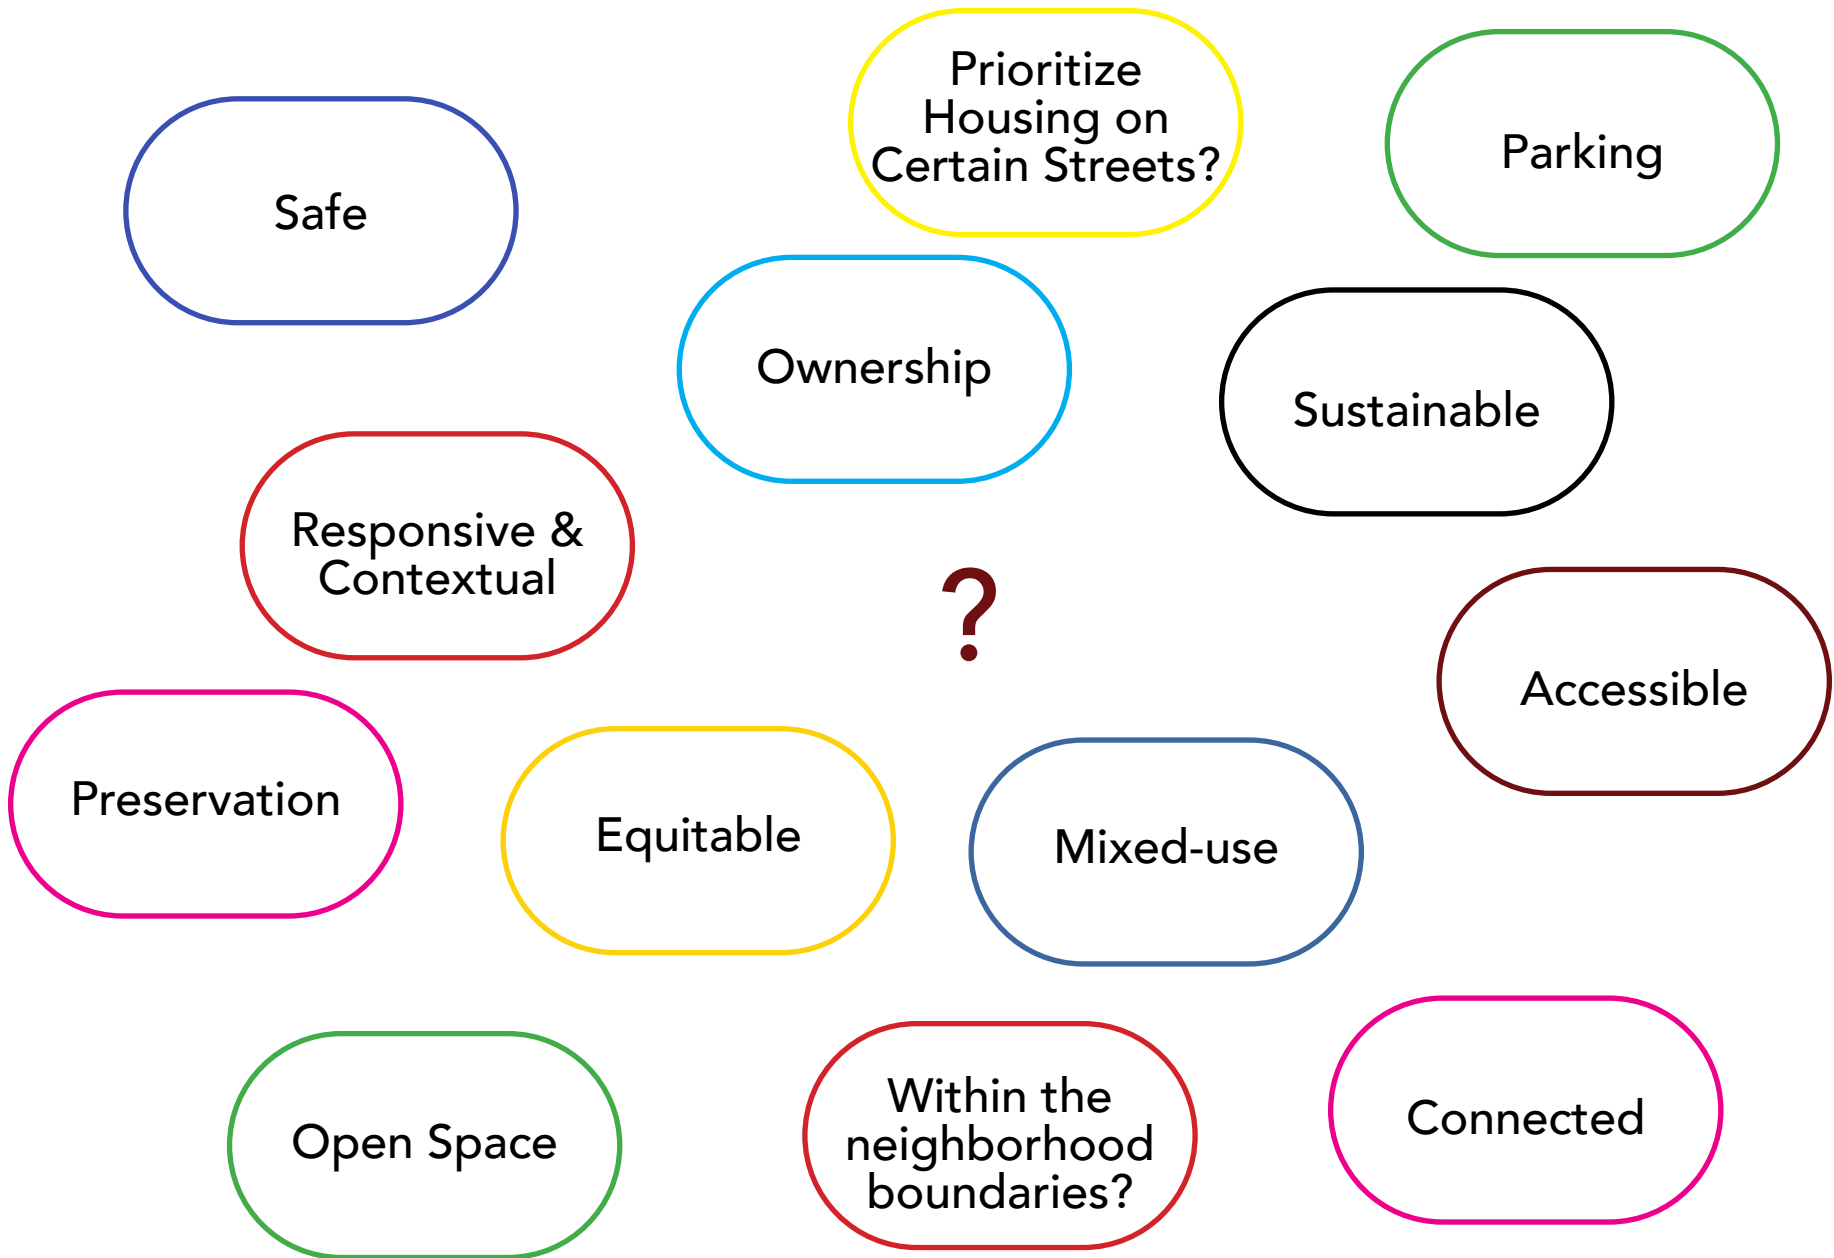 Prioritize
Housing on
Certain Streets?
Parking
Safe
Ownership
Sustainable
Responsive &
Contextual
?
Accessible
Preservation
Equitable
Mixed-use
Open Space
Within the
neighborhood
boundaries?
Connected